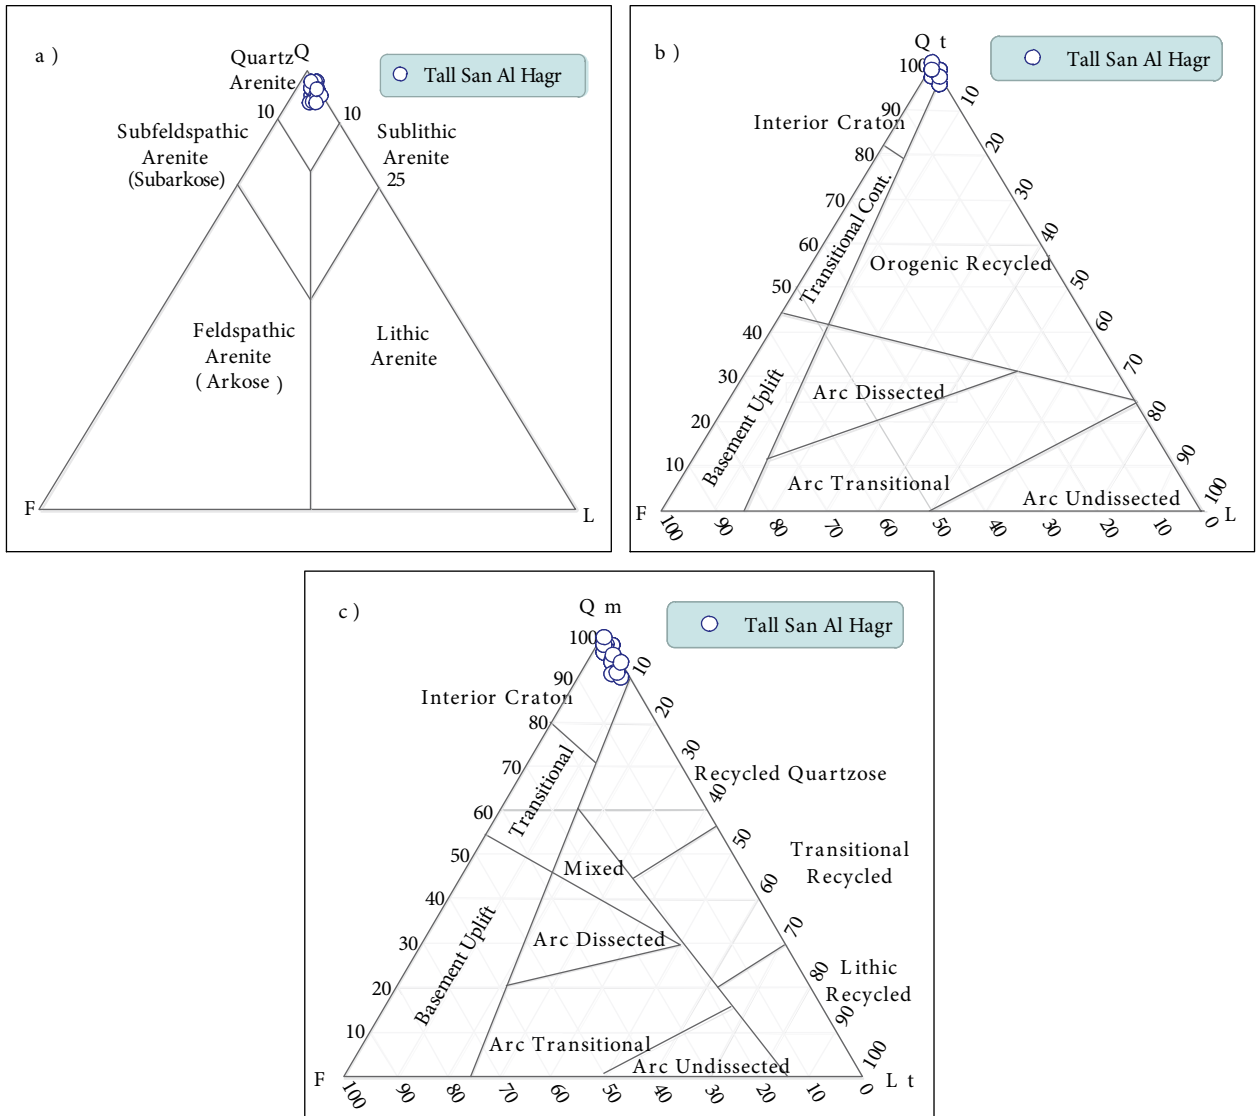 a )
Q
Quartz
Arenite
Tall San Al Hagr
10
10
Subfeldspathic
Arenite
(Subarkose)
Sublithic
Arenite
25
Feldspathic
Arenite
( Arkose )
Lithic
Arenite
F
L
b )
Q t
Tall San Al Hagr
100
90
80
70
60
50
40
30
20
10
10
20
30
40
50
60
70
80
90
100
Interior Craton
Transitional Cont.
Orogenic Recycled
Basement Uplift
Arc Dissected
Arc Transitional
Arc Undissected
F
L
100
90
80
70
60
50
40
30
20
10
0
c )
Q m
Tall San Al Hagr
100
90
80
70
60
50
40
30
20
10
10
20
30
40
50
60
70
80
90
100
Interior Craton
Transitional
Recycled Quartzose
Mixed
Transitional
Recycled
Basement Uplift
Arc Dissected
Lithic
Recycled
Arc Transitional
Arc Undissected
F
L t
100
90
80
70
60
50
40
30
20
10
0